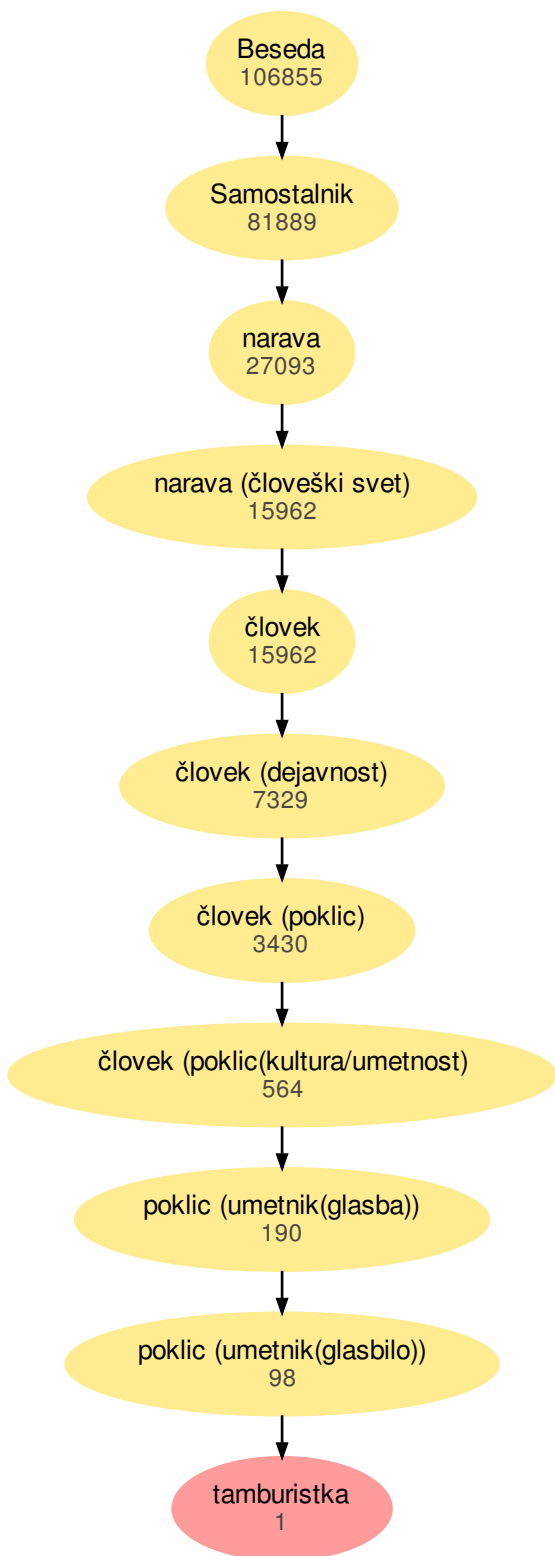 Beseda
106855
Samostalnik
81889
narava
27093
narava (človeški svet)
15962
človek
15962
človek (dejavnost)
7329
človek (poklic)
3430
človek (poklic(kultura/umetnost)
564
poklic (umetnik(glasba))
190
poklic (umetnik(glasbilo))
98
tamburistka
1